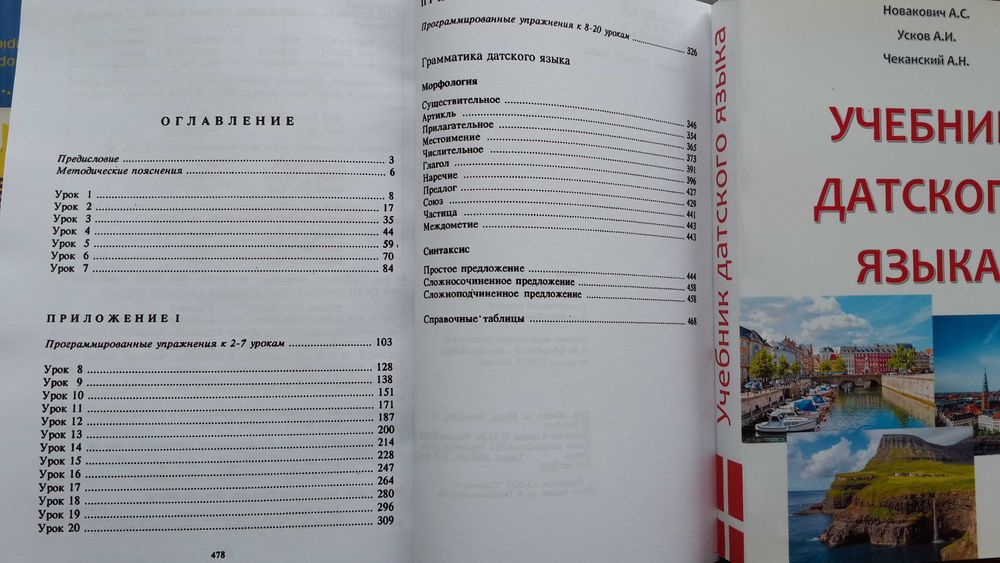 ОГЛАВЛЕНИЕ
Предисловие ........ 3
Методические пояснения ........ 6
Урок 1 ........ 8
Урок 2 ........ 17
Урок 3 ........ 35
Урок 4 ........ 44
Урок 5 ........ 59
Урок 6 ........ 70
Урок 7 ........ 84
ПРИЛОЖЕНИЕ I
Программированные упражнения к 2-7 урокам ........ 103
Урок 8 ........ 128
Урок 9 ........ 138
Урок 10 ........ 151
Урок 11 ........ 171
Урок 12 ........ 187
Урок 13 ........ 200
Урок 14 ........ 214
Урок 15 ........ 228
Урок 16 ........ 247
Урок 17 ........ 264
Урок 18 ........ 280
Урок 19 ........ 296
Урок 20 ........ 309
478
Программированные упражнения к 8-20 урокам ........ 326
Грамматика датского языка
Морфология
Существительное ........ 346
Артикль ........ 354
Прилагательное ........ 365
Местоимение ........ 373
Числительное ........ 391
Глагол ........ 396
Наречие ........ 427
Предлог ........ 429
Союз ........ 441
Частица ........ 443
Междометие ........ 443
Синтаксис
Простое предложение ........ 444
Сложносочиненное предложение ........ 458
Сложноподчиненное предложение ........ 458
Справочные таблицы ........ 468
Учебник датского языка
Новакович А.С.
Усков А.И.
Чеканский А.Н.
УЧЕБНИК
ДАТСКОГО
ЯЗЫКА